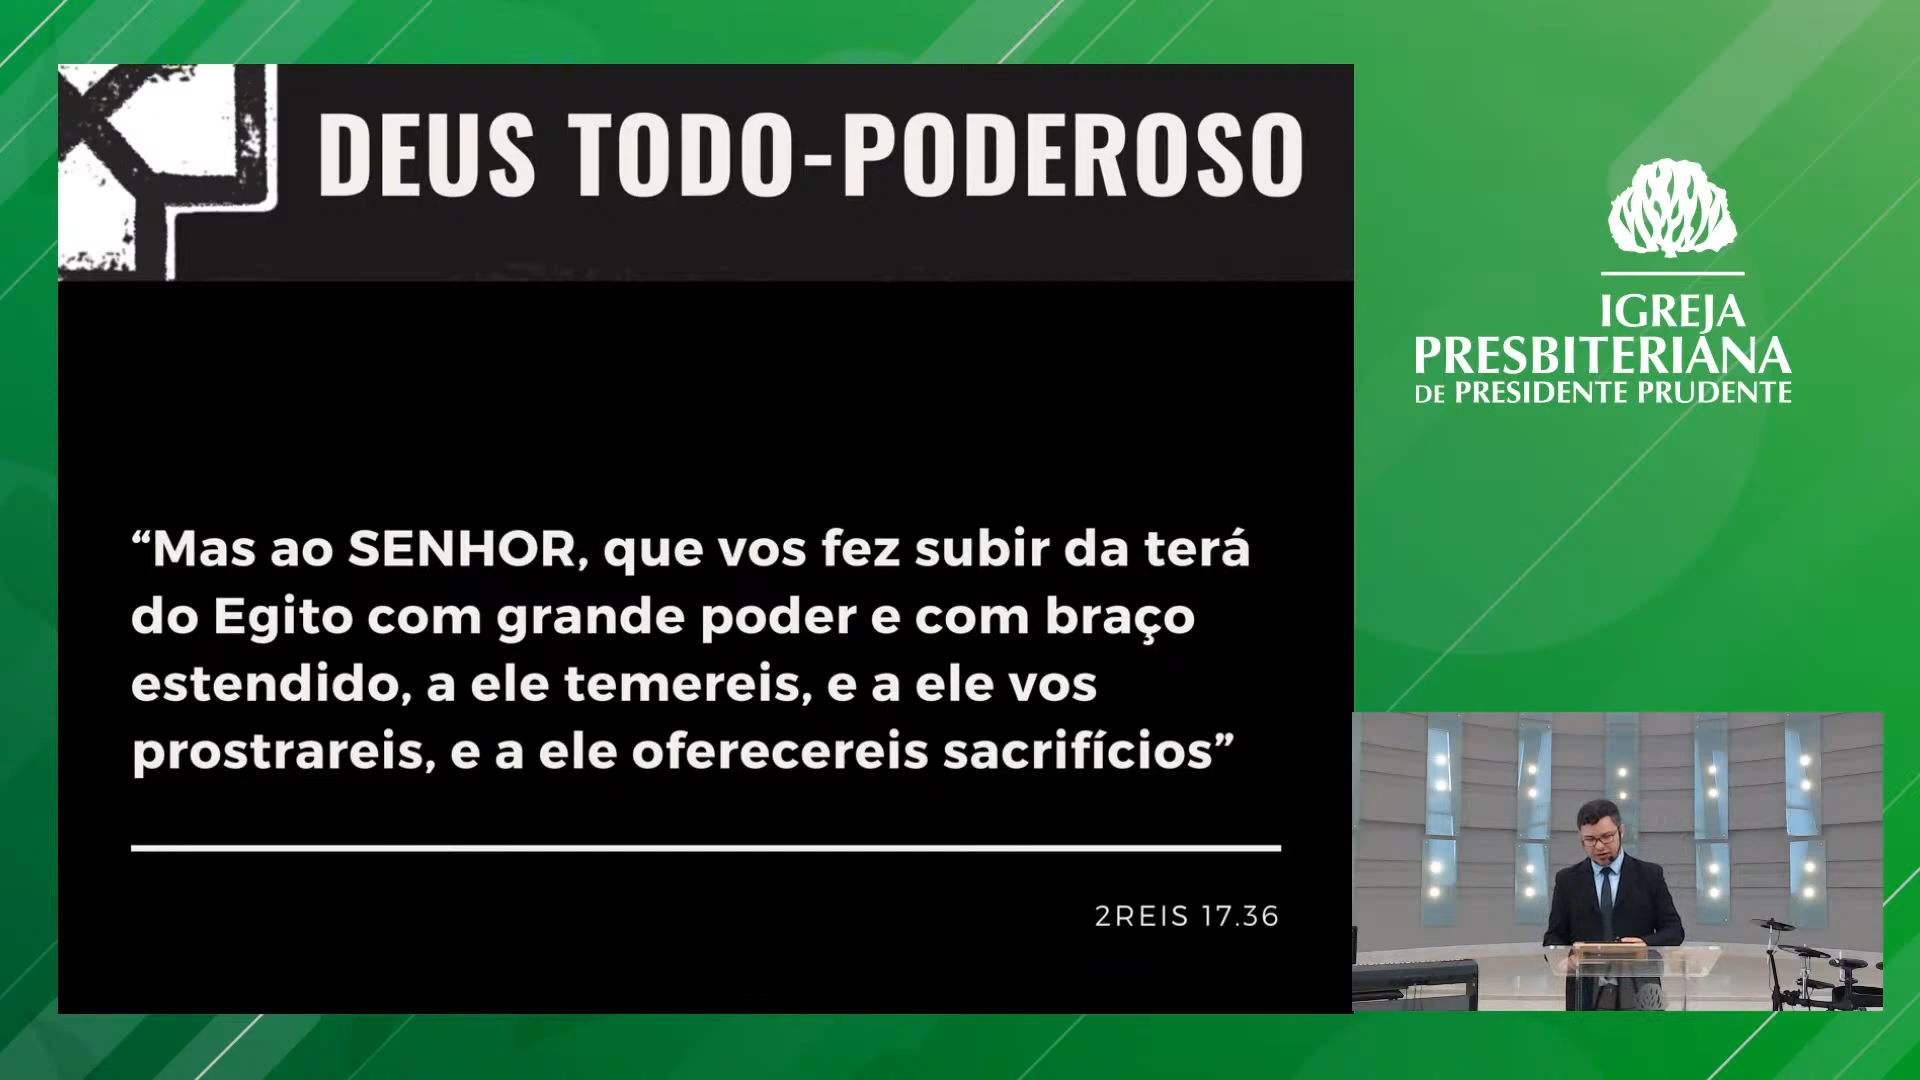 DEUS TODO-PODEROSO
“Mas ao SENHOR, que vos fez subir da terá
do Egito com grande poder e com braço
estendido, a ele temereis, e a ele vos
prostrareis, e a ele oferecereis sacrifícios”
2REIS 17.36
IGREJA
PRESBITERIANA
DE PRESIDENTE PRUDENTE